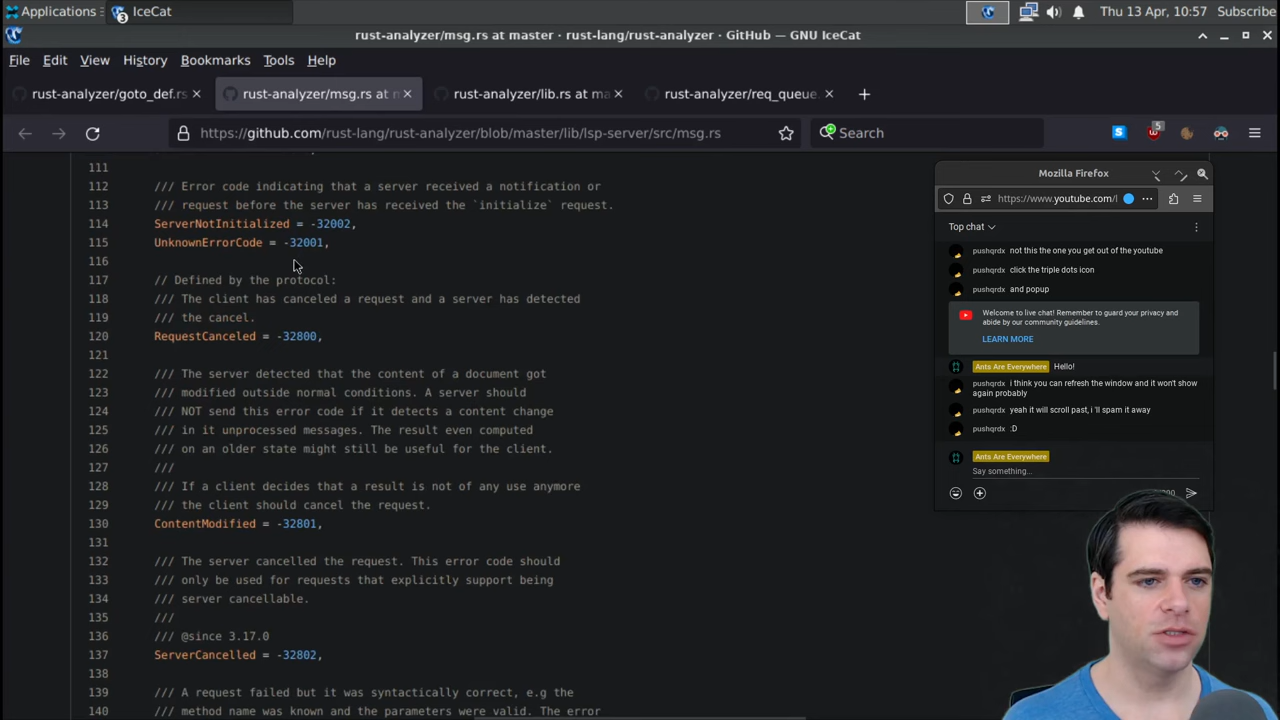 Applications
3 IceCat
Thu 13 Apr, 10:57
Subscribe
rust-analyzer/msg.rs at master · rust-lang/rust-analyzer · GitHub — GNU IceCat
File Edit View History Bookmarks Tools Help
rust-analyzer/goto_def.rs ×
rust-analyzer/msg.rs at m ×
rust-analyzer/lib.rs at ma ×
rust-analyzer/req_queue. ×
https://github.com/rust-lang/rust-analyzer/blob/master/lib/lsp-server/src/msg.rs
Search
5
111
112 /// Error code indicating that a server received a notification or
113 /// request before the server has received the `initialize` request.
114 ServerNotInitialized = -32002,
115 UnknownErrorCode = -32001,
116
117 // Defined by the protocol:
118 /// The client has canceled a request and a server has detected
119 /// the cancel.
120 RequestCanceled = -32800,
121
122 /// The server detected that the content of a document got
123 /// modified outside normal conditions. A server should
124 /// NOT send this error code if it detects a content change
125 /// in it unprocessed messages. The result even computed
126 /// on an older state might still be useful for the client.
127 ///
128 /// If a client decides that a result is not of any use anymore
129 /// the client should cancel the request.
130 ContentModified = -32801,
131
132 /// The server cancelled the request. This error code should
133 /// only be used for requests that explicitly support being
134 /// server cancellable.
135 ///
136 /// @since 3.17.0
137 ServerCancelled = -32802,
138
139 /// A request failed but it was syntactically correct, e.g the
140 /// method name was known and the parameters were valid. The error
Mozilla Firefox
https://www.youtube.com/l
Top chat
pushqrdx not this the one you get out of the youtube
pushqrdx click the triple dots icon
pushqrdx and popup
Welcome to live chat! Remember to guard your privacy and
abide by our community guidelines.
LEARN MORE
Ants Are Everywhere Hello!
pushqrdx i think you can refresh the window and it won't show
again probably
pushqrdx yeah it will scroll past, i 'll spam it away
pushqrdx :D
Ants Are Everywhere
Say something...